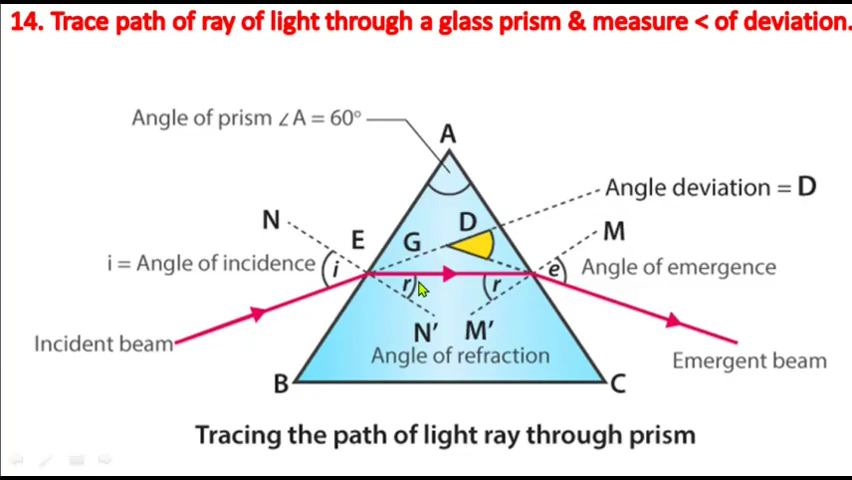 14. Trace path of ray of light through a glass prism & measure < of deviation.
Angle of prism ∠A = 60°
A
Angle deviation = D
N
D
M
E
G
i = Angle of incidence
i
e
Angle of emergence
r
r
N'
M'
Incident beam
Angle of refraction
Emergent beam
B
C
Tracing the path of light ray through prism